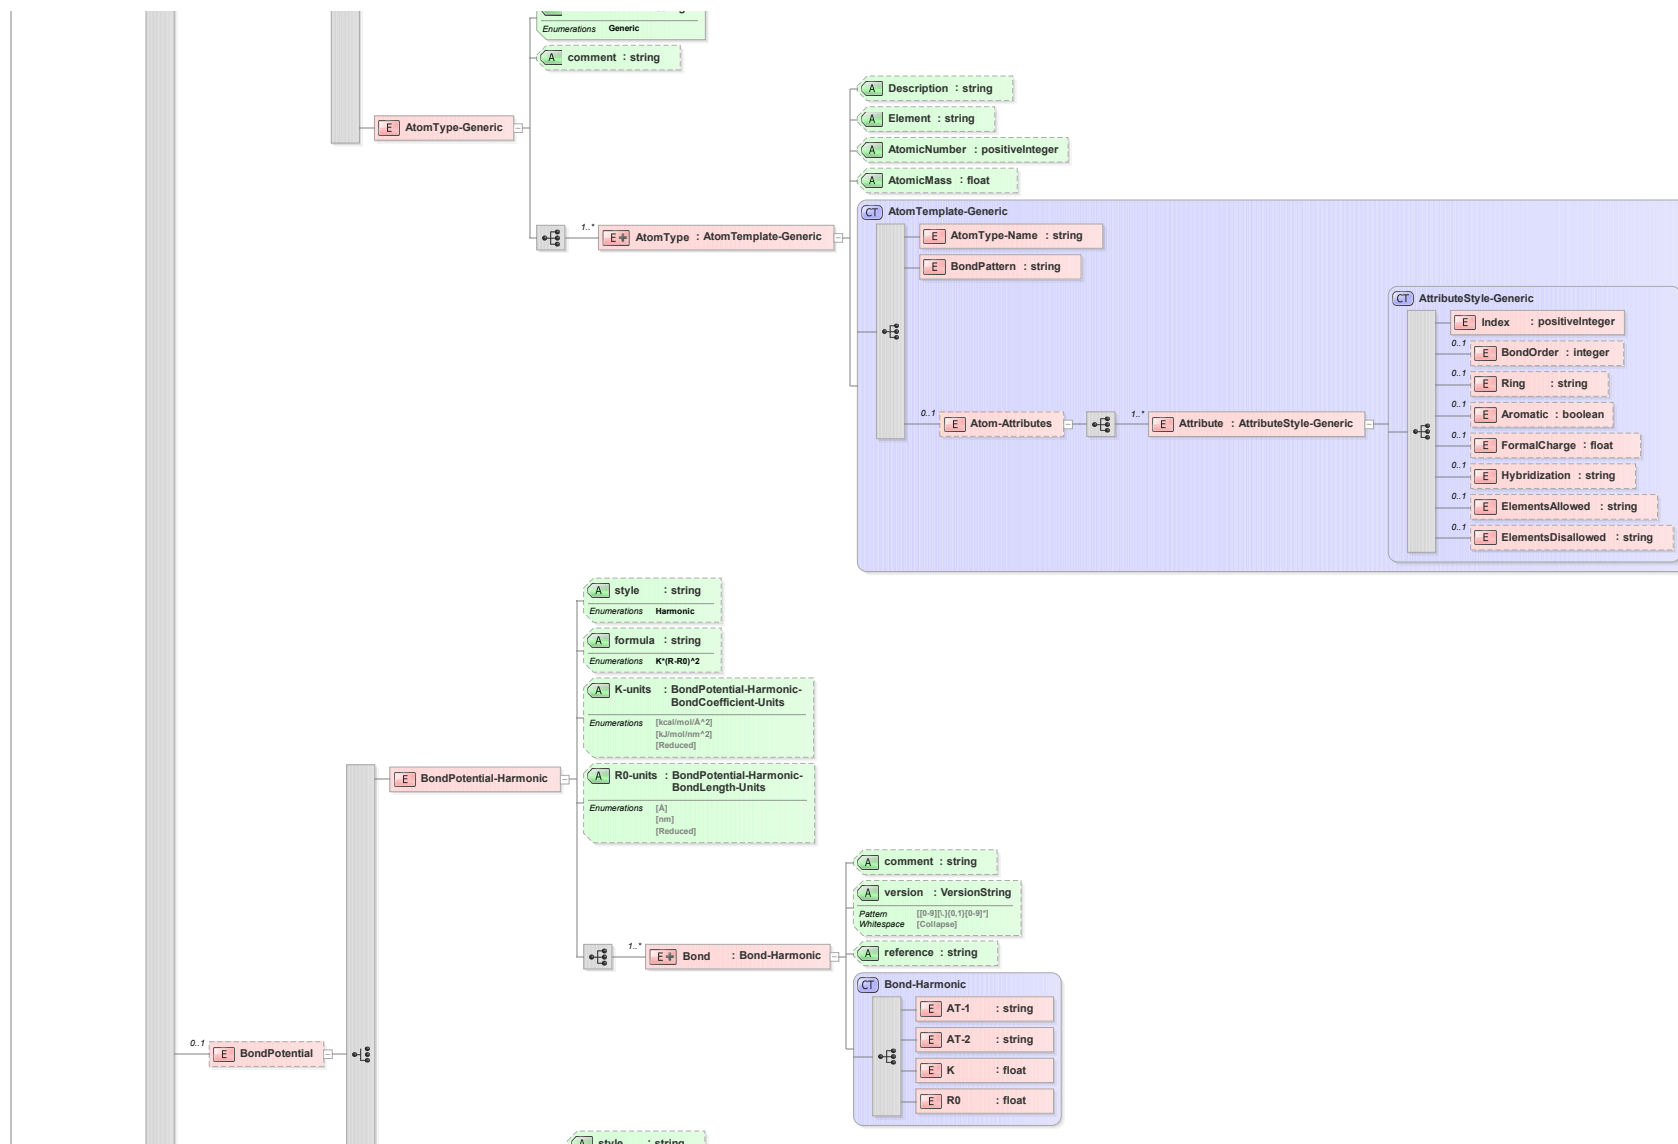 Enumerations Generic
A comment : string
E AtomType-Generic
A Description : string
A Element : string
A AtomicNumber : positiveInteger
A AtomicMass : float
CT AtomTemplate-Generic
1..* E AtomType : AtomTemplate-Generic
E AtomType-Name : string
E BondPattern : string
CT AttributeStyle-Generic
E Index : positiveInteger
0..1 E BondOrder : integer
0..1 E Ring : string
0..1 E Aromatic : boolean
0..1 E Atom-Attributes 1..* E Attribute : AttributeStyle-Generic
0..1 E FormalCharge : float
0..1 E Hybridization : string
0..1 E ElementsAllowed : string
0..1 E ElementsDisallowed : string
A style : string
Enumerations Harmonic
A formula : string
Enumerations K*(R-R0)^2
A K-units : BondPotential-Harmonic-
BondCoefficient-Units
Enumerations [kcal/mol/Å^2]
[kJ/mol/nm^2]
[Reduced]
E BondPotential-Harmonic
A R0-units : BondPotential-Harmonic-
BondLength-Units
Enumerations [Å]
[nm]
[Reduced]
A comment : string
A version : VersionString
Pattern [[0-9][\.]{0,1}[0-9]*]
Whitespace [Collapse]
A reference : string
1..* E Bond : Bond-Harmonic
CT Bond-Harmonic
E AT-1 : string
E AT-2 : string
E K : float
E R0 : float
0..1 E BondPotential
A style : string